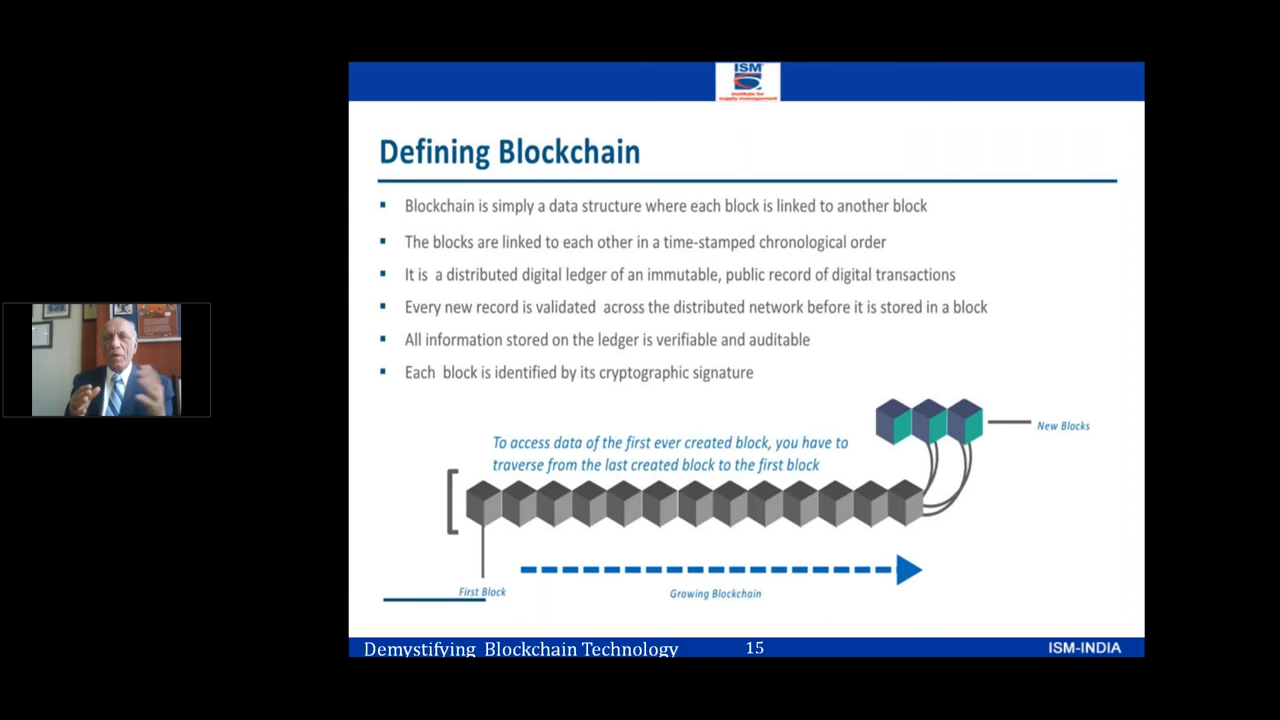 ISM
institute for
supply management
Defining Blockchain
Blockchain is simply a data structure where each block is linked to another block
The blocks are linked to each other in a time-stamped chronological order
It is a distributed digital ledger of an immutable, public record of digital transactions
Every new record is validated across the distributed network before it is stored in a block
All information stored on the ledger is verifiable and auditable
Each block is identified by its cryptographic signature
To access data of the first ever created block, you have to
traverse from the last created block to the first block
New Blocks
First Block
Growing Blockchain
Demystifying Blockchain Technology
15
ISM-INDIA